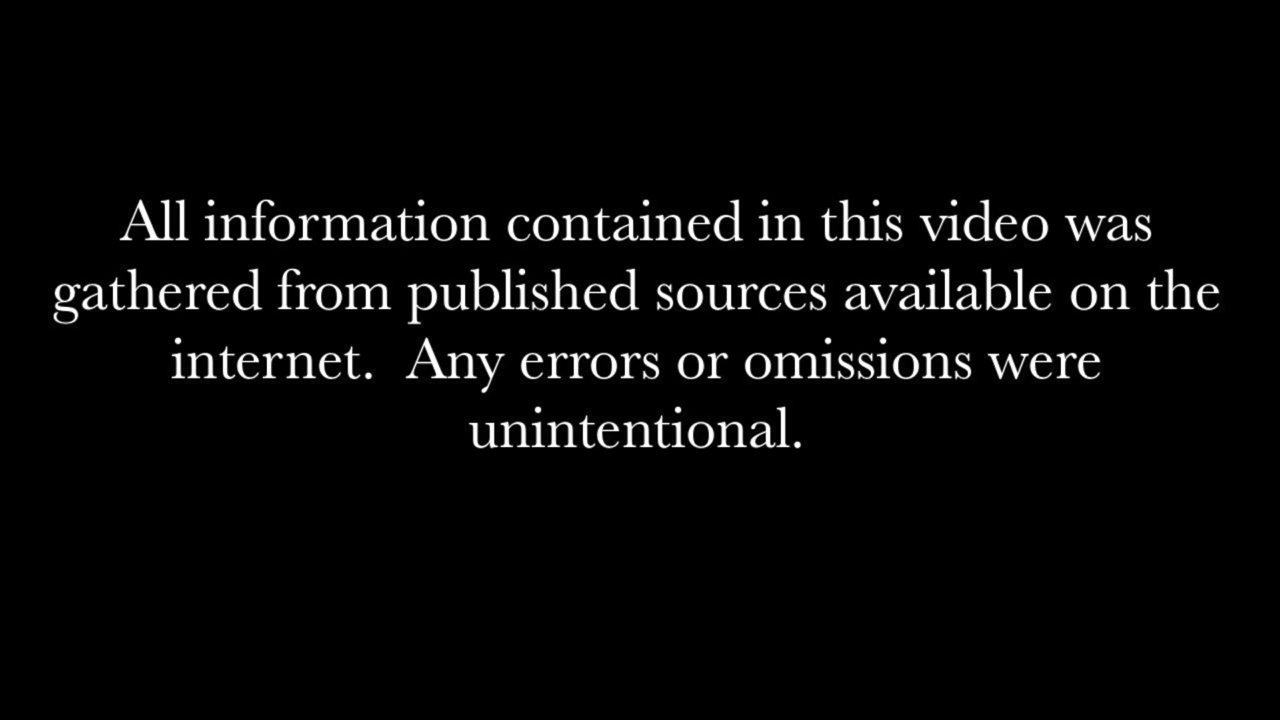 All information contained in this video was
gathered from published sources available on the
internet.  Any errors or omissions were
unintentional.